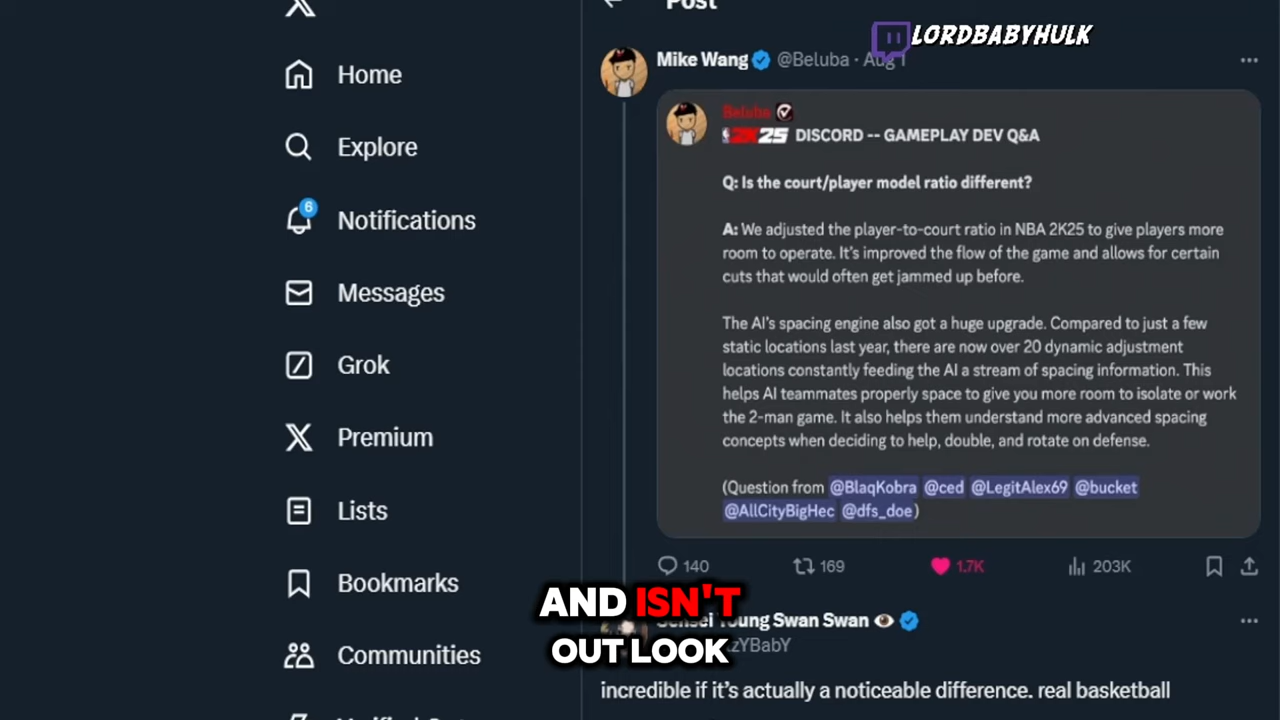 Post
LORDBABYHULK
Home
Explore
6
Notifications
Messages
Grok
Premium
Lists
Bookmarks
Communities
Mike Wang @Beluba · Aug 1
Beluba
NBA 2K25 DISCORD -- GAMEPLAY DEV Q&A
Q: Is the court/player model ratio different?
A: We adjusted the player-to-court ratio in NBA 2K25 to give players more
room to operate. It's improved the flow of the game and allows for certain
cuts that would often get jammed up before.
The AI's spacing engine also got a huge upgrade. Compared to just a few
static locations last year, there are now over 20 dynamic adjustment
locations constantly feeding the AI a stream of spacing information. This
helps AI teammates properly space to give you more room to isolate or work
the 2-man game. It also helps them understand more advanced spacing
concepts when deciding to help, double, and rotate on defense.
(Question from @BlaqKobra @ced @LegitAlex69 @bucket
@AllCityBigHec @dfs_doe)
140 169 1.7K 203K
AND ISN'T
OUT LOOK
Young Swan Swan
incredible if it's actually a noticeable difference. real basketball